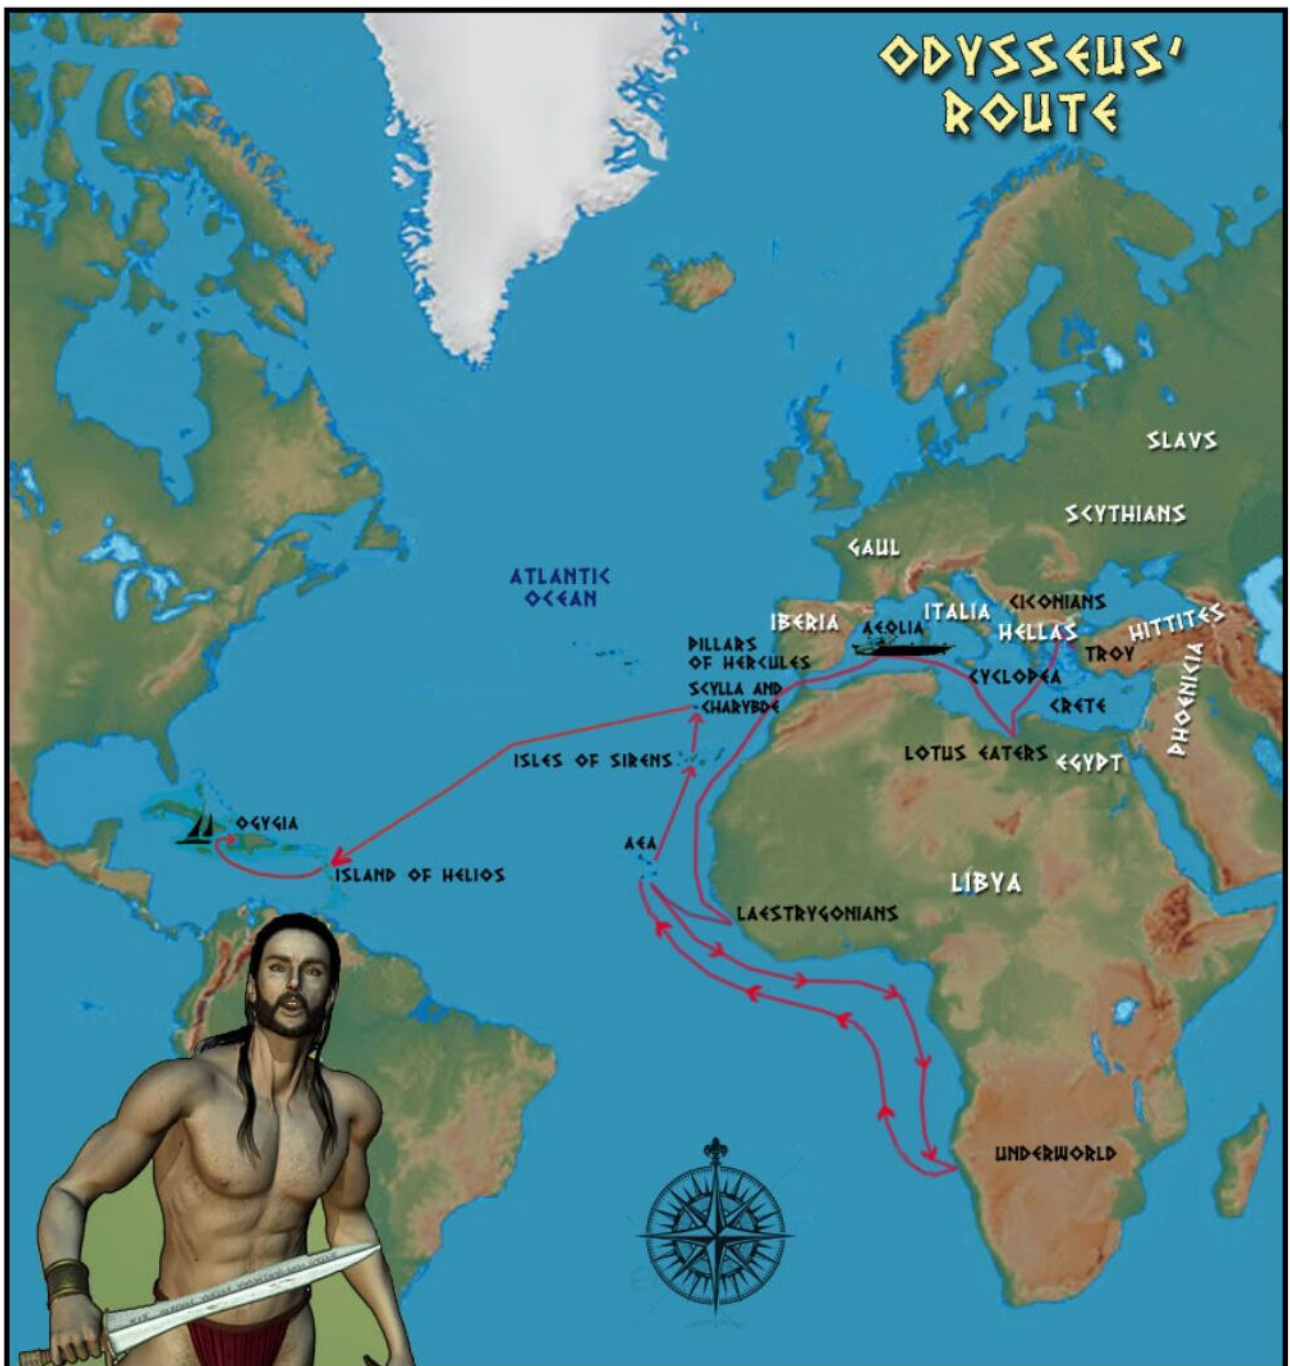 ODYSSEUS'
ROUTE
SLAVS
SCYTHIANS
GAUL
ATLANTIC
OCEAN
CICONIANS
ITALIA
IBERIA
AEOLIA
HELLAS
HITTITES
PILLARS
OF HERCULES
TROY
CYCLOPEA
PHOENICIA
SCYLLA AND
CHARYBDE
CRETE
LOTUS EATERS
EGYPT
ISLES OF SIRENS
OGYGIA
AEA
ISLAND OF HELIOS
LIBYA
LAESTRYGONIANS
UNDERWORLD